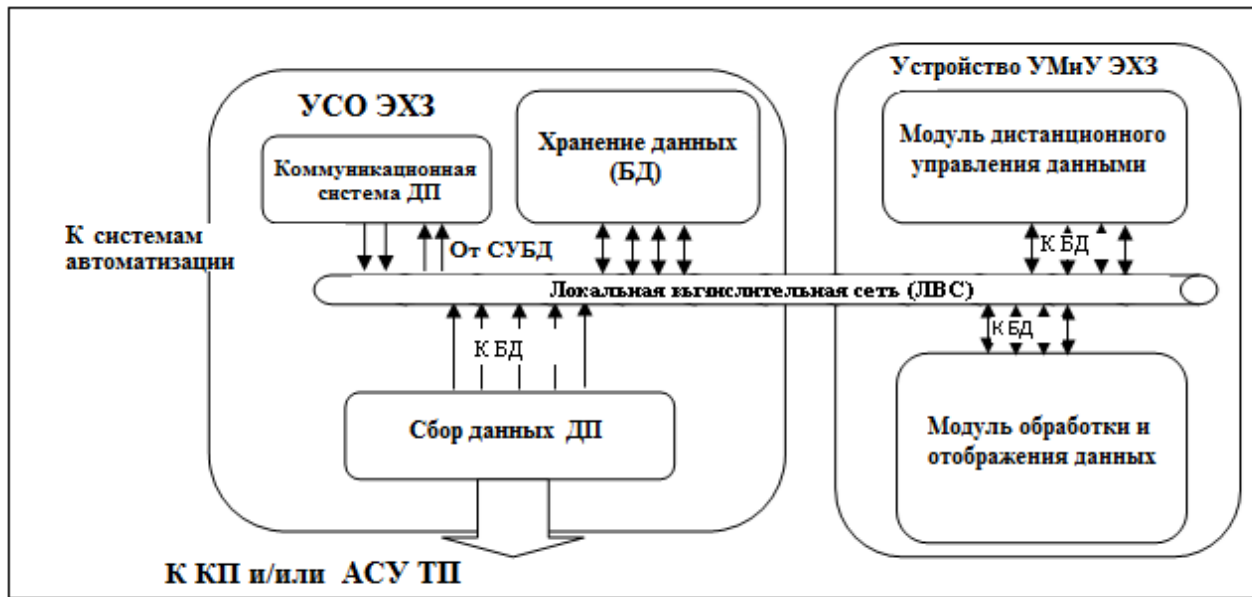 УСО ЭХЗ
Коммуникационная
система ДП
Хранение данных
(БД)
Устройство УМиУ ЭХЗ
Модуль дистанционного
управления данными
К системам
автоматизации
От СУБД
К БД
Локальная вычислительная сеть (ЛВС)
К БД
К БД
Сбор данных ДП
Модуль обработки и
отображения данных
К КП и/или АСУ ТП